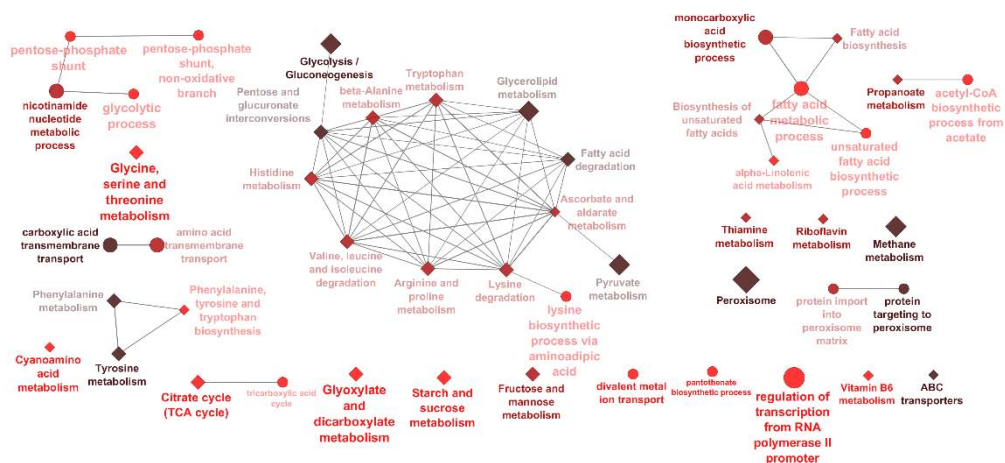 pentose-phosphate
shunt
pentose-phosphate
shunt,
non-oxidative
branch
nicotinamide
nucleotide
metabolic
process
glycolytic
process
Glycine,
serine and
threonine
metabolism
carboxylic acid
transmembrane
transport
amino acid
transmembrane
transport
Phenylalanine
metabolism
Phenylalanine,
tyrosine and
tryptophan
biosynthesis
Cyanoamino
acid metabolism
Tyrosine metabolism
Citrate cycle
(TCA cycle)
tricarboxylic acid
cycle
Glycolysis /
Gluconeogenesis
Pentose and
glucuronate
interconversions
beta-Alanine
metabolism
Tryptophan
metabolism
Glycerolipid
metabolism
Fatty acid
degradation
Histidine metabolism
Ascorbate and
aldarate
metabolism
Valine, leucine
and isoleucine
degradation
Arginine and
proline metabolism
Lysine
degradation
Pyruvate
metabolism
lysine
biosynthetic
process via
aminoadipic
acid
Glyoxylate and
dicarboxylate
metabolism
Starch and
sucrose
metabolism
Fructose and
mannose
metabolism
monocarboxylic
acid
biosynthetic
process
Fatty acid
biosynthesis
Propanoate
metabolism
acetyl-CoA
biosynthetic
process from
acetate
Biosynthesis of
unsaturated
fatty acids
fatty acid
metabolic
process
alpha-Linolenic
acid metabolism
unsaturated
fatty acid
biosynthetic
process
Thiamine
metabolism
Riboflavin
metabolism
Methane
metabolism
Peroxisome
protein import
into
peroxisome
matrix
protein
targeting to
peroxisome
divalent metal
ion transport
pantothenate
biosynthetic process
regulation of
transcription
from RNA
polymerase II
promoter
Vitamin B6
metabolism
ABC
transporters